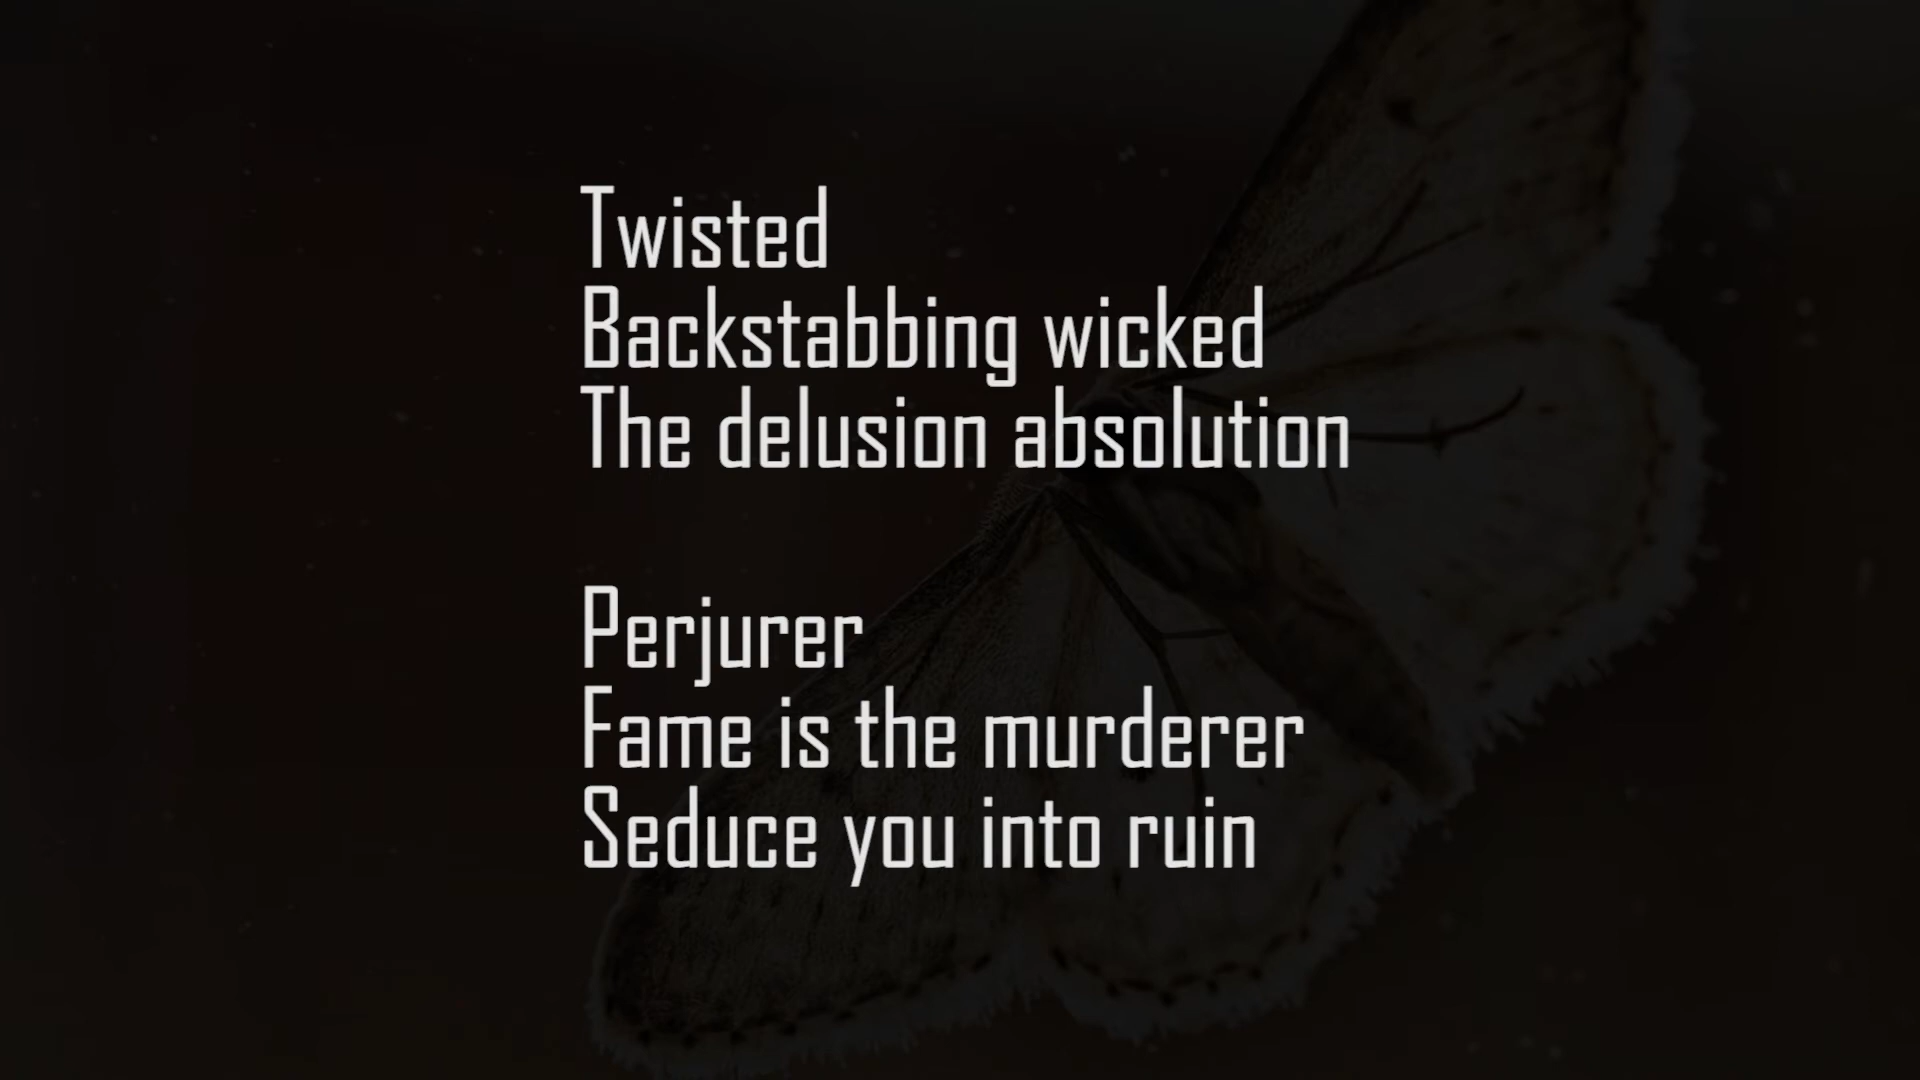 Twisted
Backstabbing wicked
The delusion absolution
Perjurer
Fame is the murderer
Seduce you into ruin